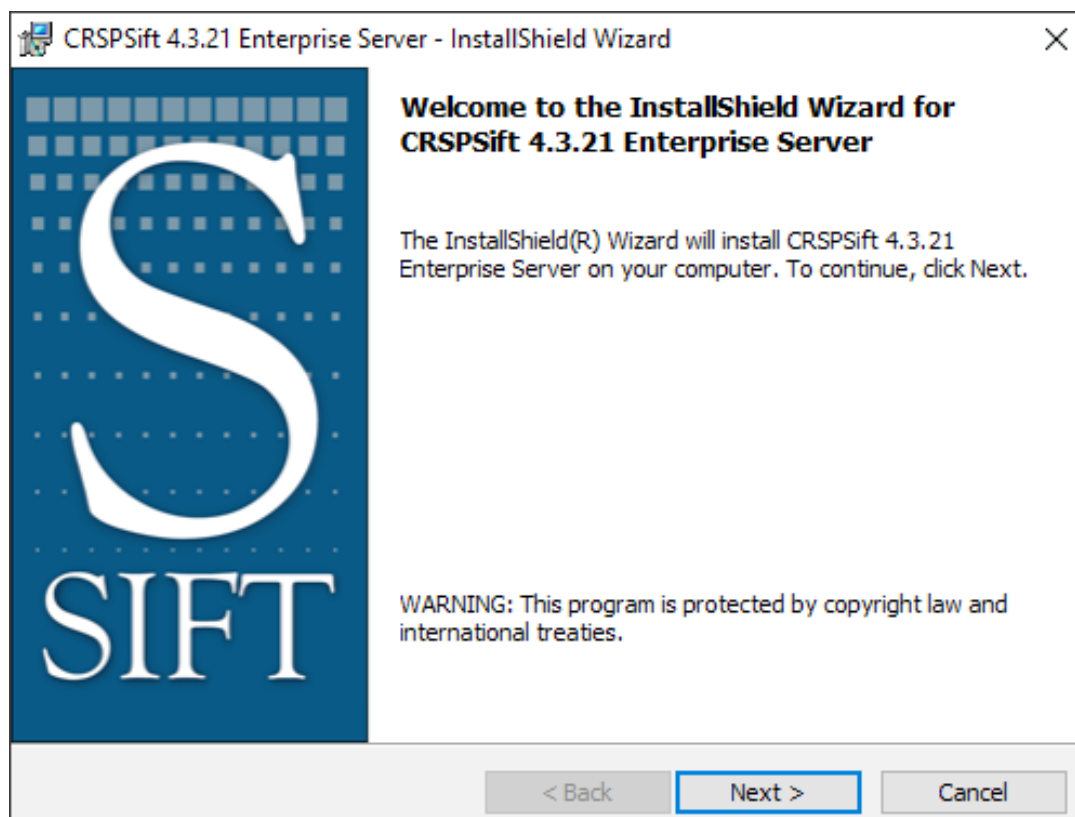 CRSPSift 4.3.21 Enterprise Server - InstallShield Wizard
S
SIFT
Welcome to the InstallShield Wizard for
CRSPSift 4.3.21 Enterprise Server
The InstallShield(R) Wizard will install CRSPSift 4.3.21
Enterprise Server on your computer. To continue, click Next.
WARNING: This program is protected by copyright law and
international treaties.
< Back
Next >
Cancel